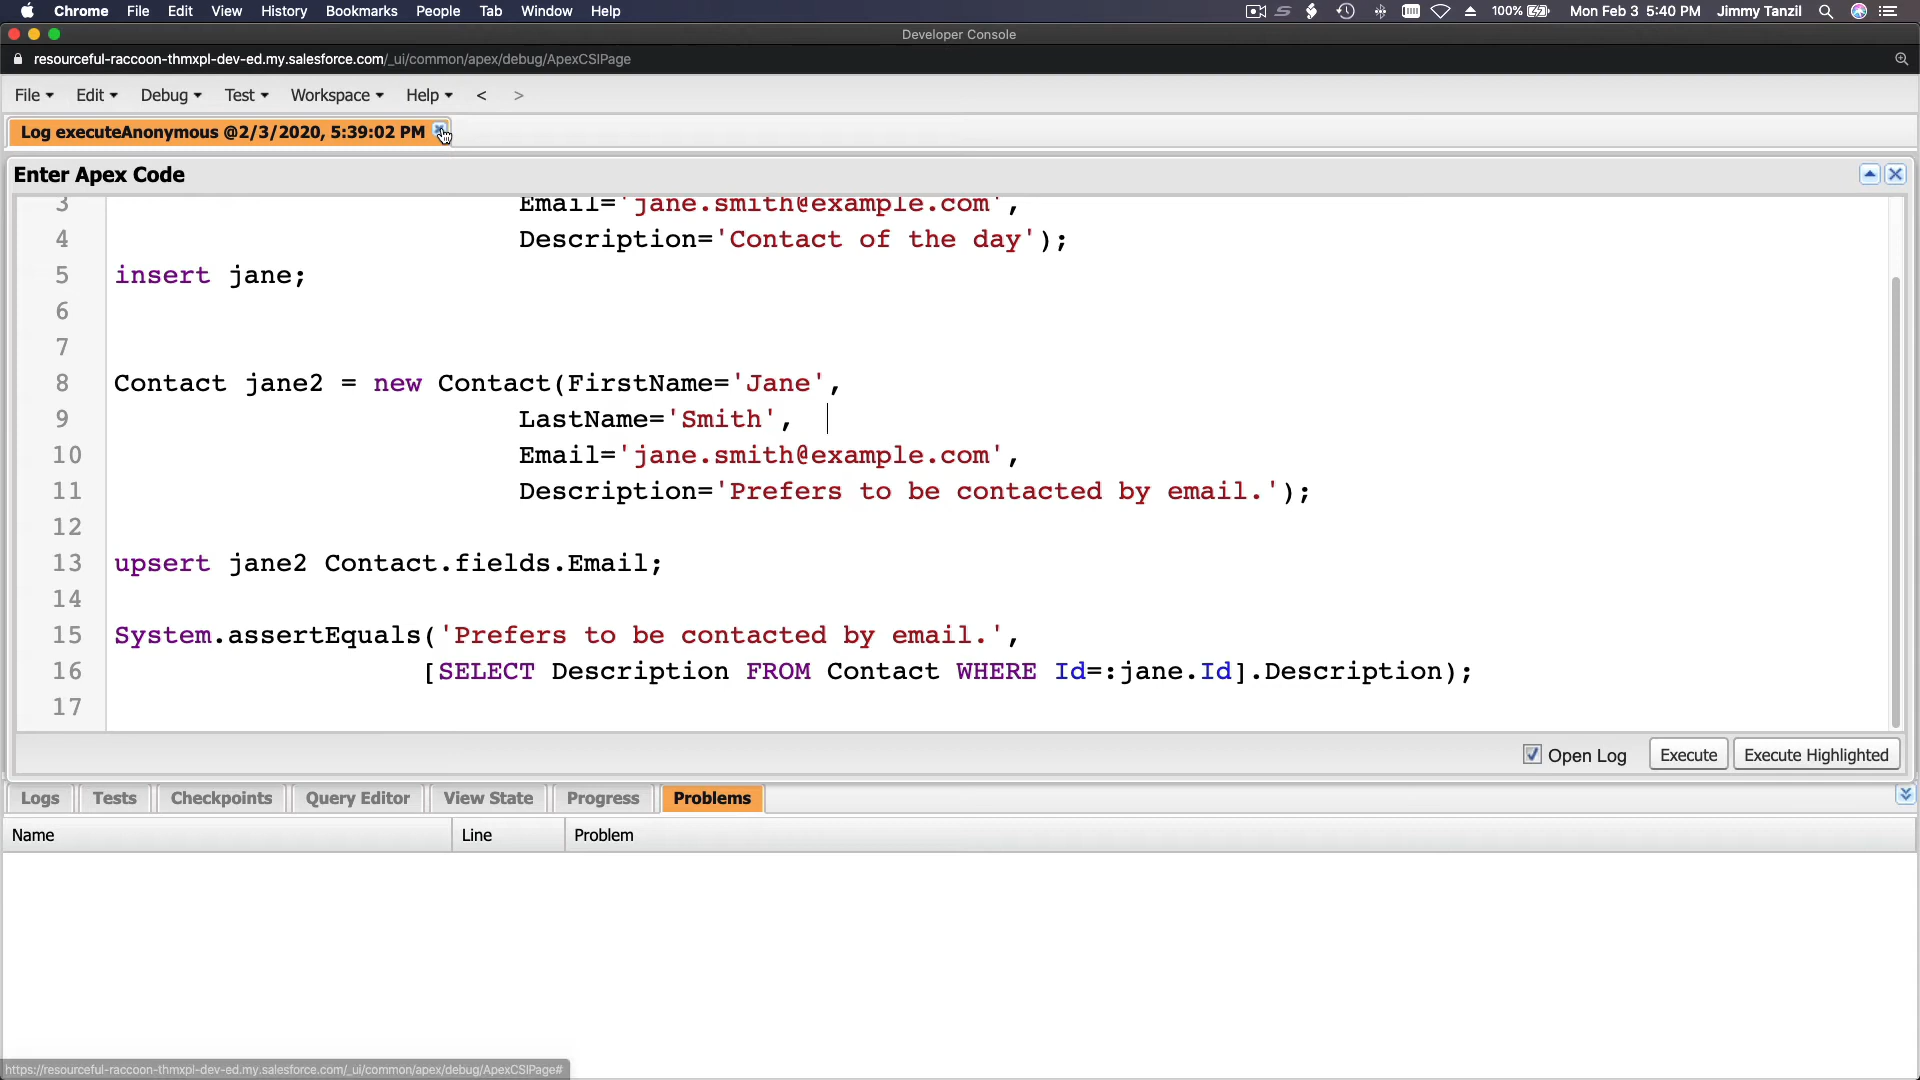 Chrome File Edit View History Bookmarks People Tab Window Help 100% Mon Feb 3 5:40 PM Jimmy Tanzil
Developer Console
resourceful-raccoon-thmxpl-dev-ed.my.salesforce.com/_ui/common/apex/debug/ApexCSIPage
File Edit Debug Test Workspace Help < >
Log executeAnonymous @2/3/2020, 5:39:02 PM
Enter Apex Code
3 Email='jane.smith@example.com',
4 Description='Contact of the day');
5 insert jane;
6
7
8 Contact jane2 = new Contact(FirstName='Jane',
9 LastName='Smith',
10 Email='jane.smith@example.com',
11 Description='Prefers to be contacted by email.');
12
13 upsert jane2 Contact.fields.Email;
14
15 System.assertEquals('Prefers to be contacted by email.',
16 [SELECT Description FROM Contact WHERE Id=:jane.Id].Description);
17
Open Log Execute Execute Highlighted
Logs Tests Checkpoints Query Editor View State Progress Problems
Name Line Problem
https://resourceful-raccoon-thmxpl-dev-ed.my.salesforce.com/_ui/common/apex/debug/ApexCSIPage#